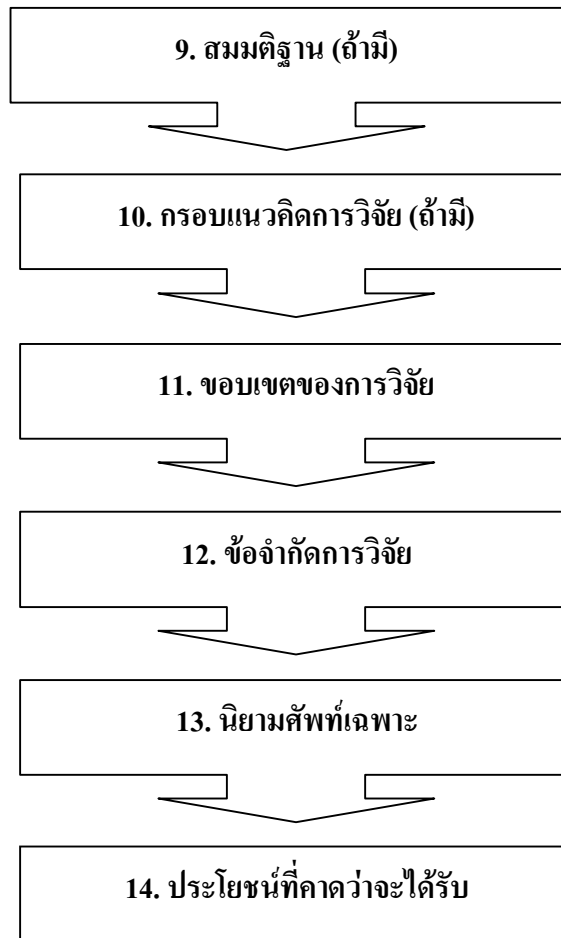 9. สมมติฐาน (ถ้ามี)
10. กรอบแนวคิดการวิจัย (ถ้ามี)
11. ขอบเขตของการวิจัย
12. ข้อจำกัดการวิจัย
13. นิยามศัพท์เฉพาะ
14. ประโยชน์ที่คาดว่าจะได้รับ